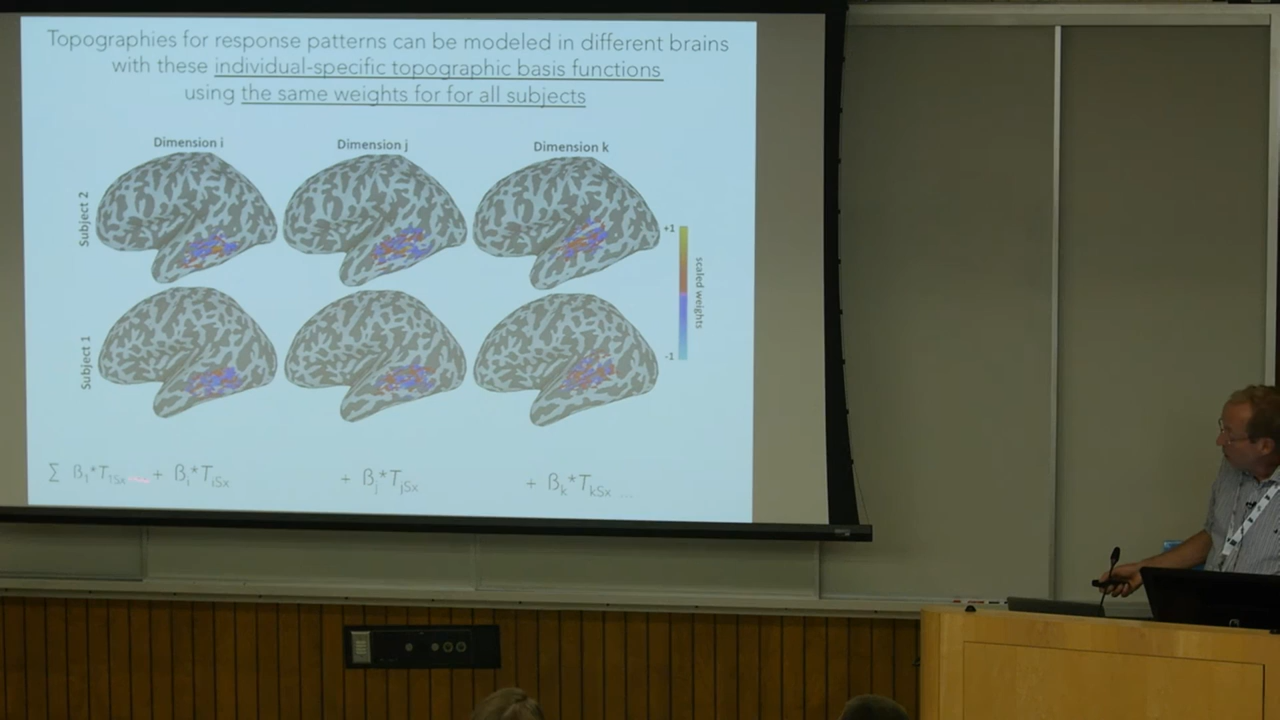 Topographies for response patterns can be modeled in different brains
with these individual-specific topographic basis functions
using the same weights for for all subjects
Dimension i
Dimension j
Dimension k
Subject 2
+1
scaled weights
-1
Subject 1
∑ β₁*T₁Sx.... + βᵢ*TᵢSx
+ βⱼ*TⱼSx
+ βₖ*TₖSx ...